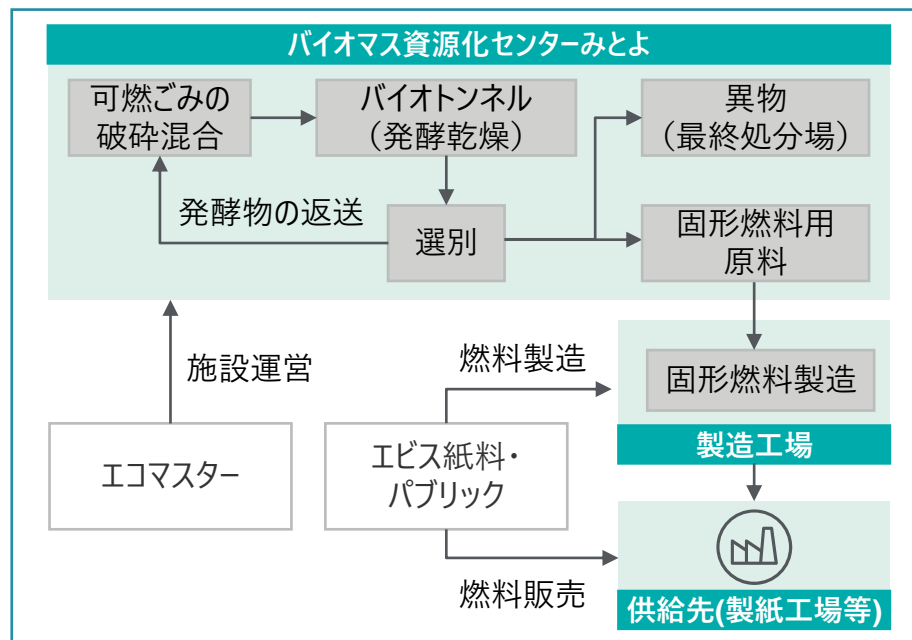 バイオマス資源化センターみとよ
可燃ごみの
破砕混合
バイオトンネル
（発酵乾燥）
異物
（最終処分場）
発酵物の返送
選別
固形燃料用
原料
施設運営
燃料製造
固形燃料製造
製造工場
エコマスター
エビス紙料・
パブリック
燃料販売
供給先(製紙工場等)